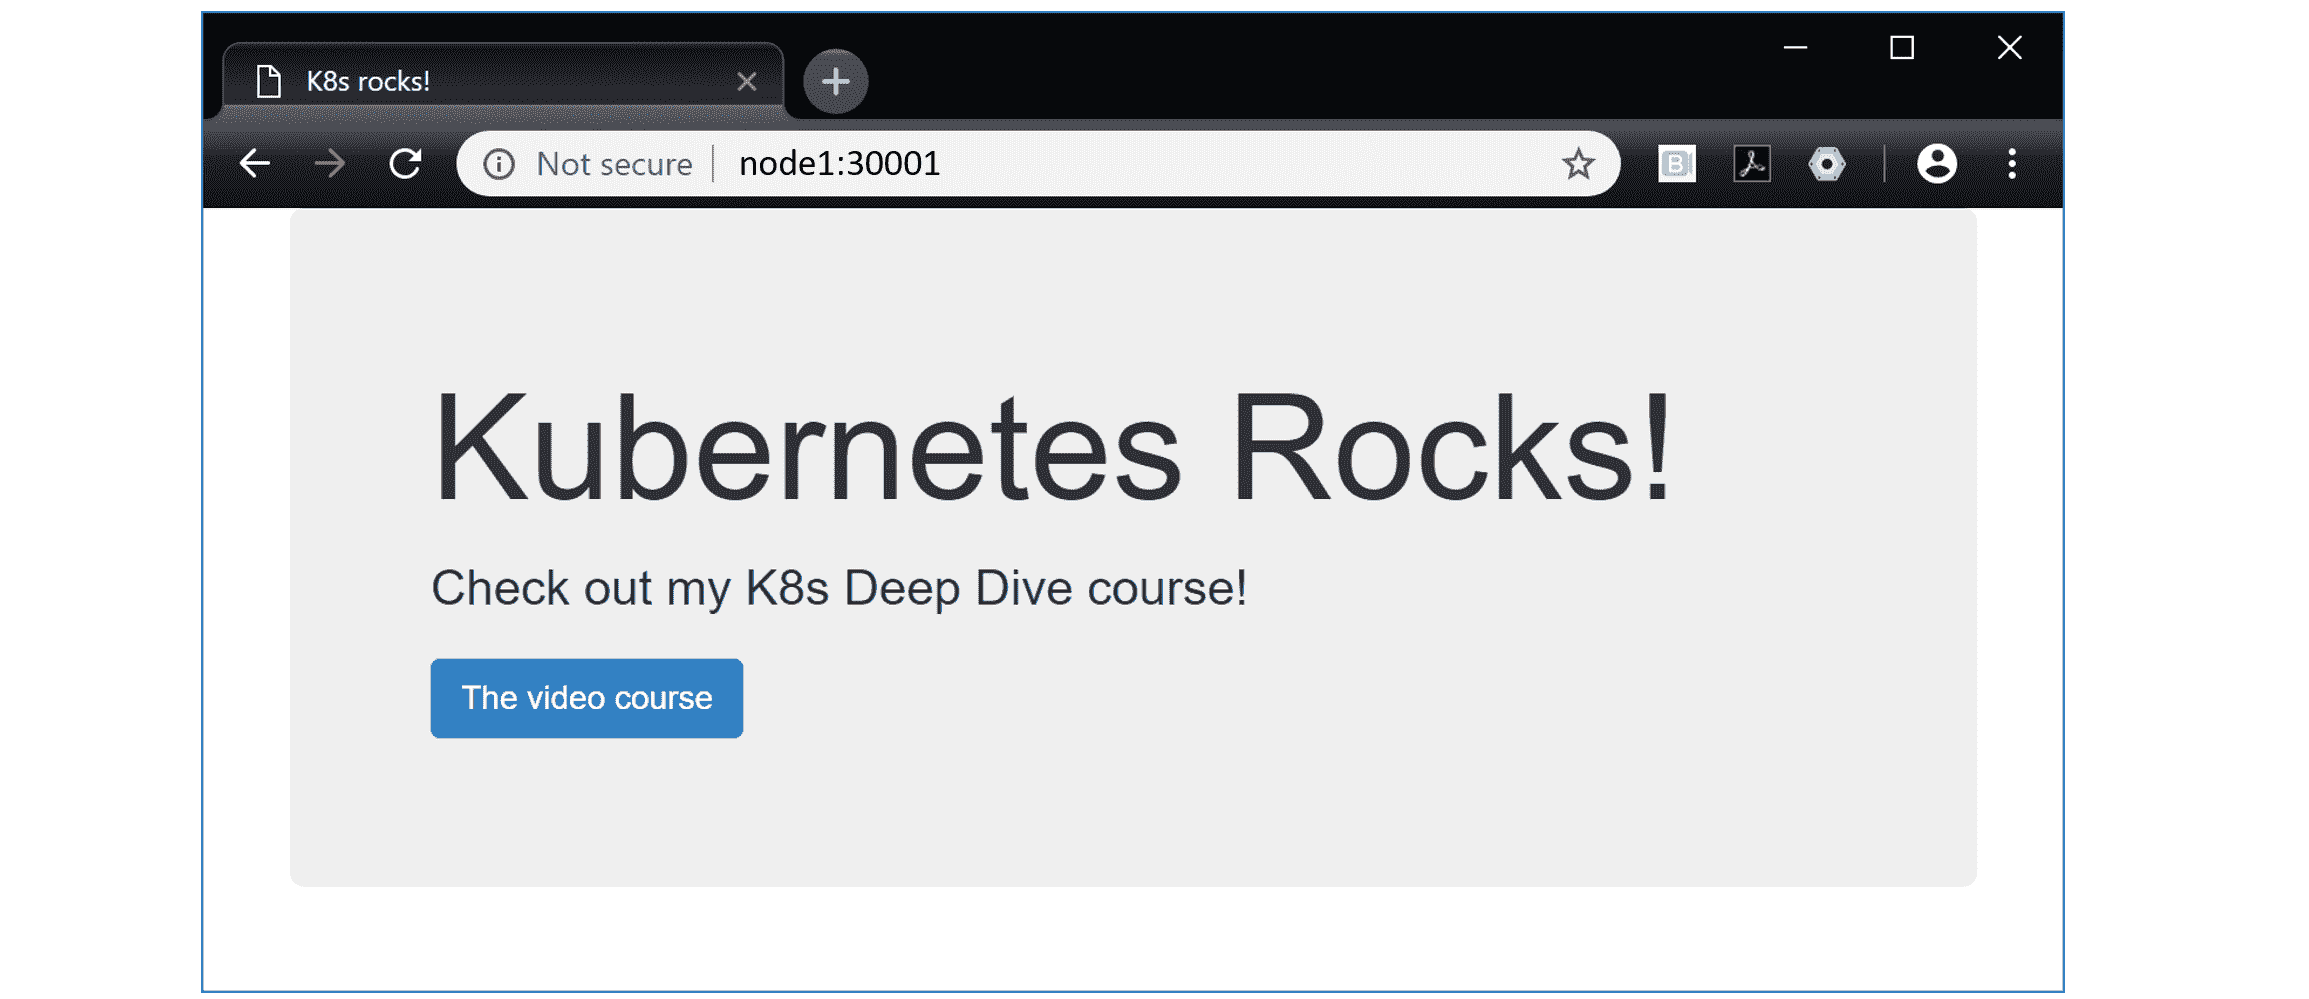 K8s rocks!
Not secure node1:30001
B
Kubernetes Rocks!
Check out my K8s Deep Dive course!
The video course